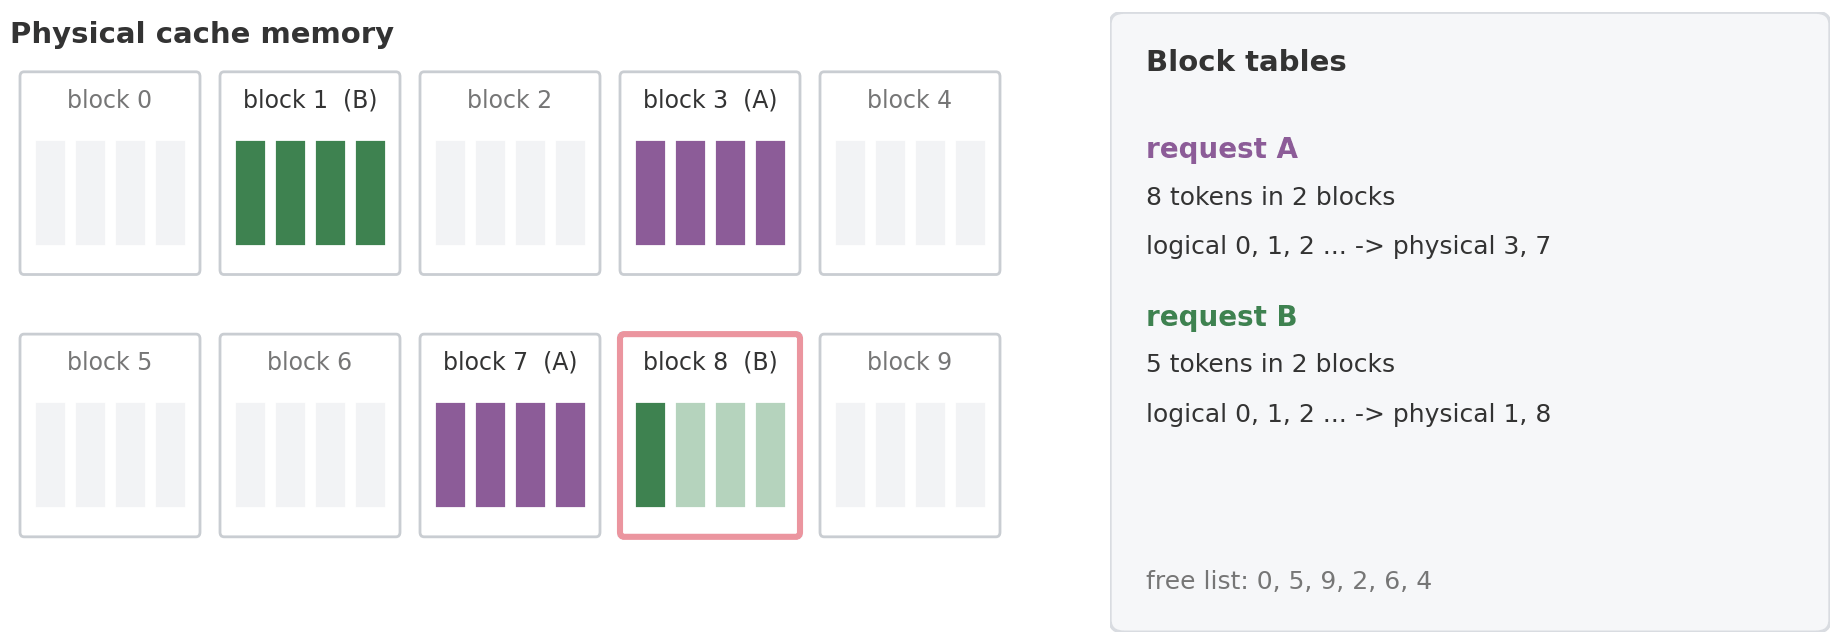 Physical cache memory
block 0
block 1 (B)
block 2
block 3 (A)
block 4
block 5
block 6
block 7 (A)
block 8 (B)
block 9
Block tables
request A
8 tokens in 2 blocks
logical 0, 1, 2 ... -> physical 3, 7
request B
5 tokens in 2 blocks
logical 0, 1, 2 ... -> physical 1, 8
free list: 0, 5, 9, 2, 6, 4